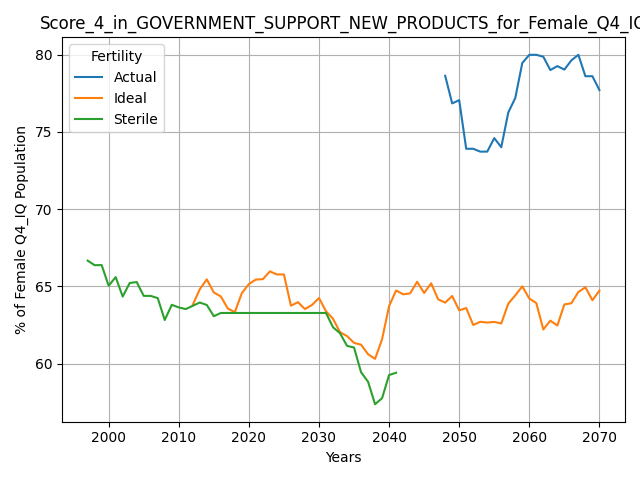 Score_4_in_GOVERNMENT_SUPPORT_NEW_PRODUCTS_for_Female_Q4_IQ
Fertility
Actual
Ideal
Sterile
80
75
70
65
60
% of Female Q4_IQ Population
2000 2010 2020 2030 2040 2050 2060 2070
Years